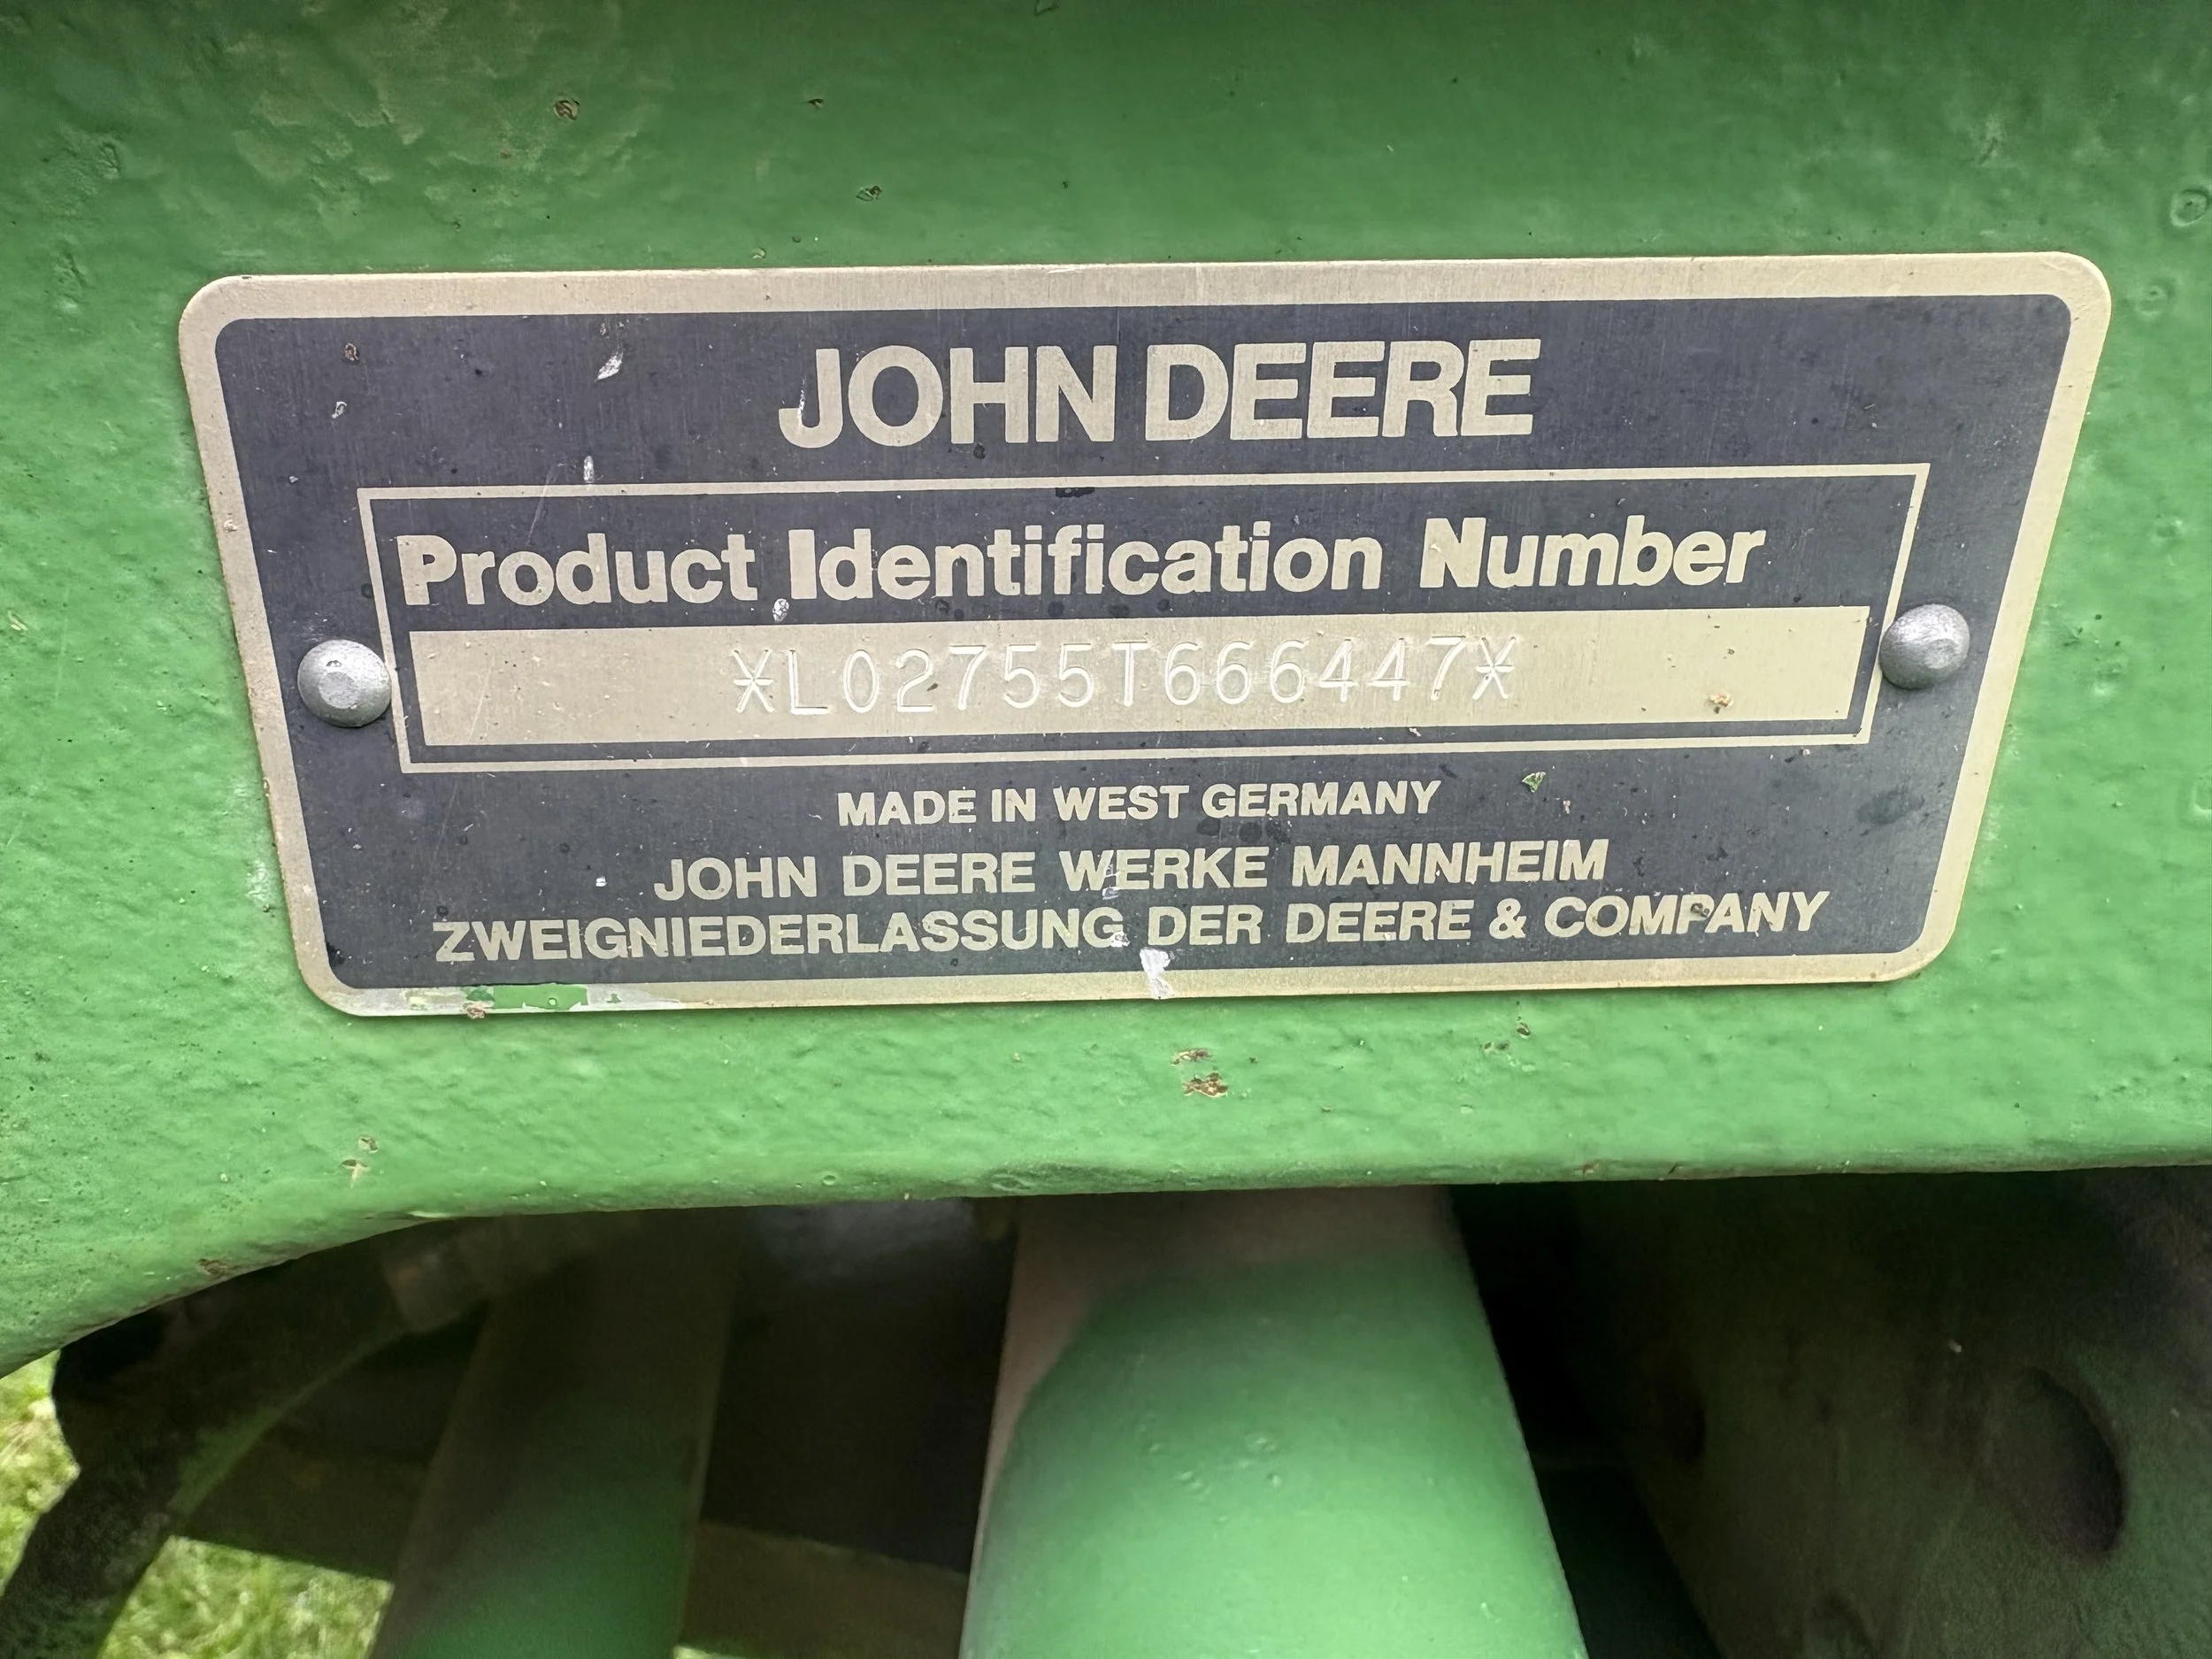 JOHN DEERE
Product Identification Number
*L02755T666447*
MADE IN WEST GERMANY
JOHN DEERE WERKE MANNHEIM
ZWEIGNIEDERLASSUNG DER DEERE & COMPANY